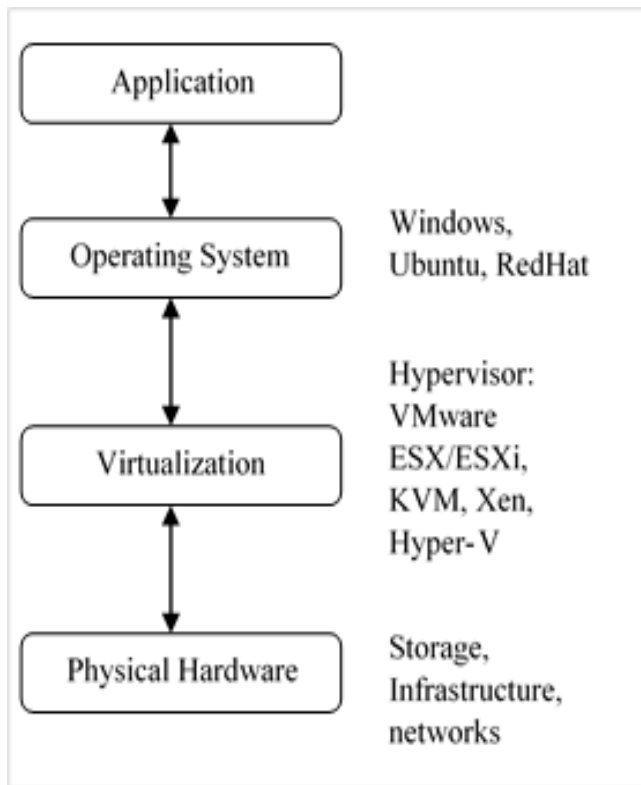 Application
Operating System
Windows,
Ubuntu, RedHat
Virtualization
Hypervisor:
VMware
ESX/ESXi,
KVM, Xen,
Hyper-V
Physical Hardware
Storage,
Infrastructure,
networks